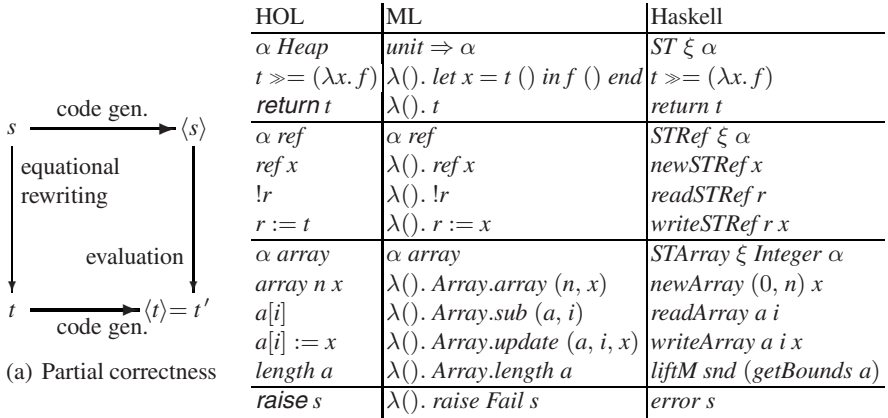 HOL ML Haskell
α Heap unit ⇒ α ST ξ α
t >>= (λx. f) λ(). let x = t () in f () end t >>= (λx. f)
return t λ(). t return t
α ref α ref STRef ξ α
ref x λ(). ref x newSTRef x
!r λ(). !r readSTRef r
r := t λ(). r := x writeSTRef r x
α array α array STArray ξ Integer α
array n x λ(). Array.array (n, x) newArray (0, n) x
a[i] λ(). Array.sub (a, i) readArray a i
a[i] := x λ(). Array.update (a, i, x) writeArray a i x
length a λ(). Array.length a liftM snd (getBounds a)
raise s λ(). raise Fail s error s
code gen.
s ⟨s⟩
equational
rewriting
evaluation
t ⟨t⟩ = t′
code gen.
(a) Partial correctness